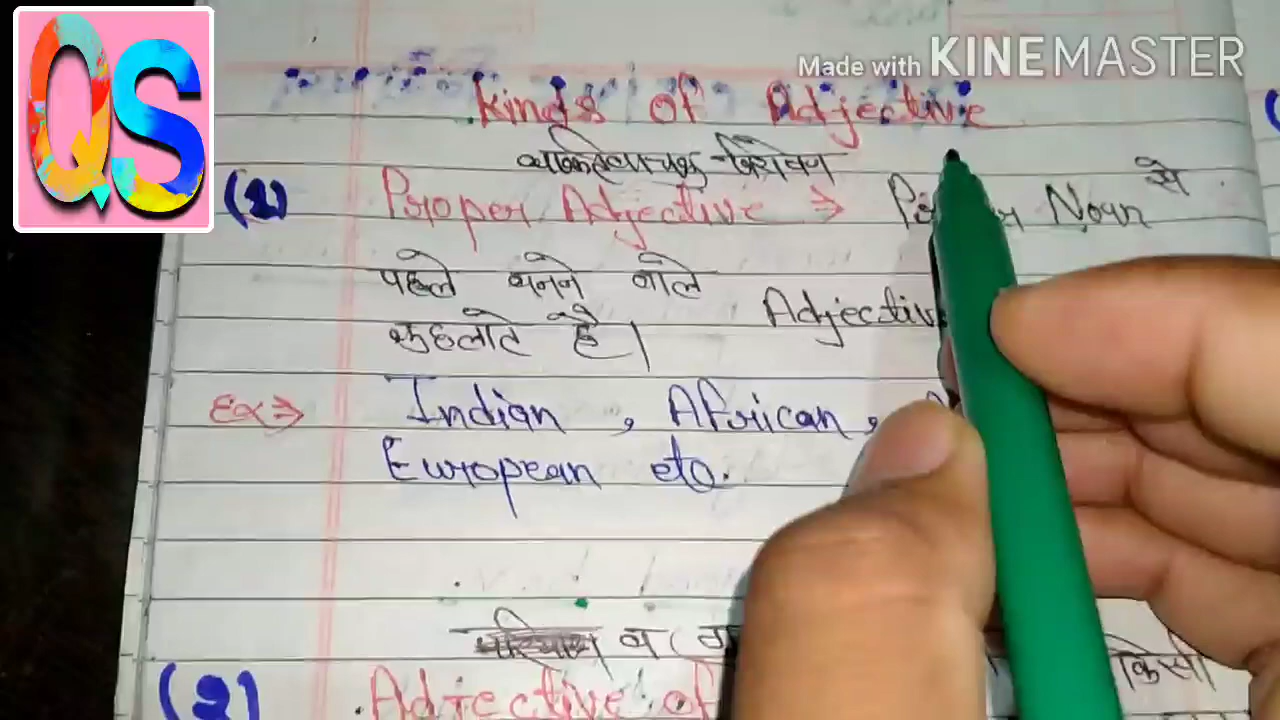 QS
Made with KINEMASTER
Kinds of Adjective
व्यक्तिवाचक विशेषण
(1) Proper Adjective ⇒ Noun से
पहले बनने वाले
Adjective
कहलाते है।
Ex ⇒ Indian, African,
European etc.
व
किसी
(2) Adjective of